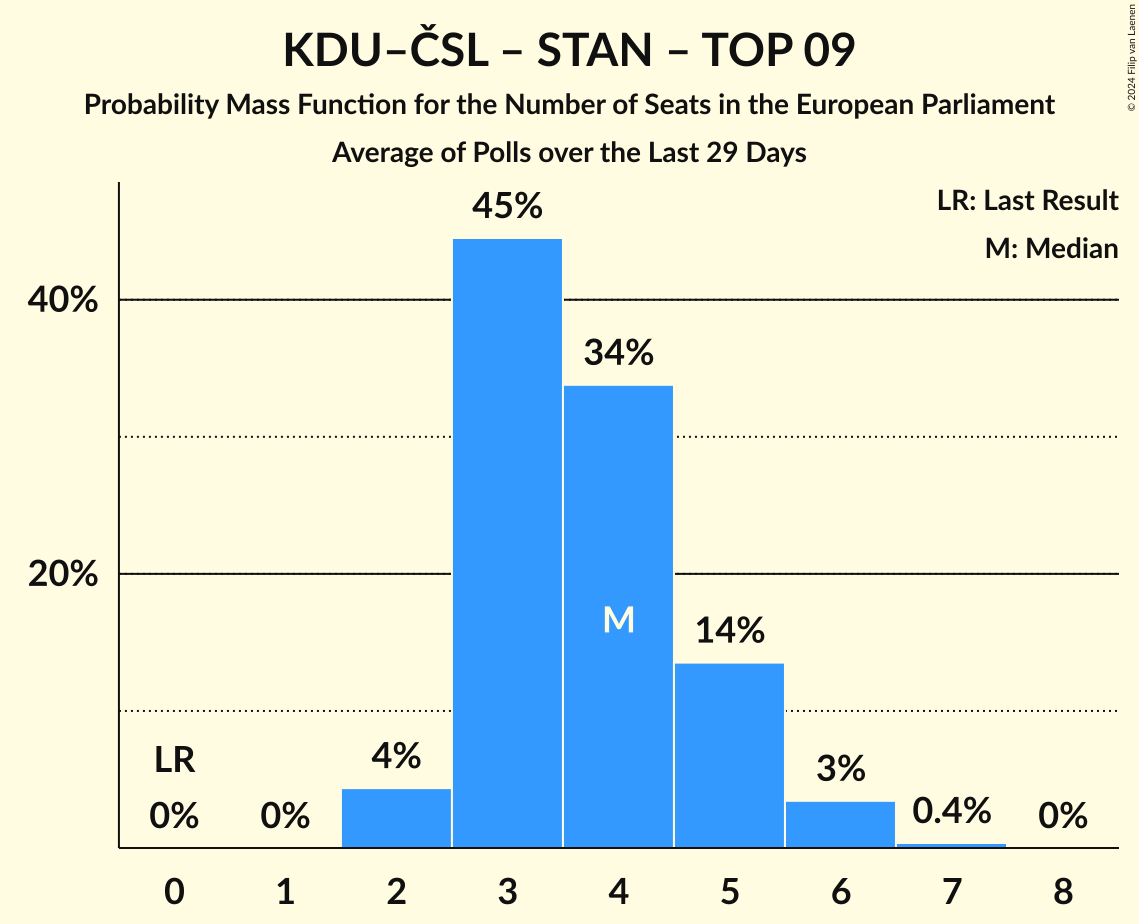 KDU–ČSL – STAN – TOP 09
Probability Mass Function for the Number of Seats in the European Parliament
Average of Polls over the Last 29 Days
© 2024 Filip van Laenen
LR: Last Result
M: Median
45%
40%
34%
20%
M
14%
LR
4%
3%
0%
0%
0.4%
0%
0 1 2 3 4 5 6 7 8